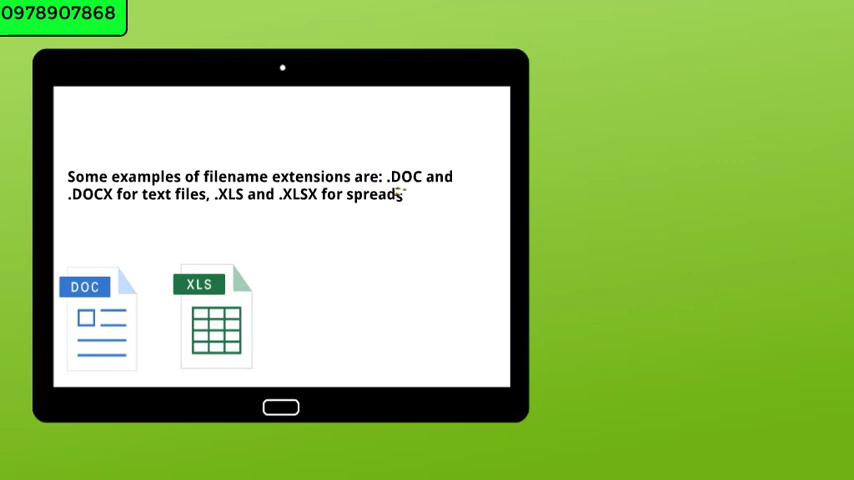 0978907868
Some examples of filename extensions are: .DOC and
.DOCX for text files, .XLS and .XLSX for spreads
DOC
XLS